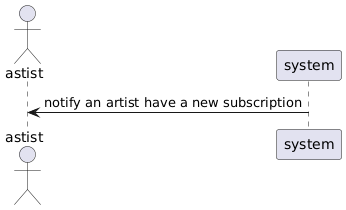 astist
system
notify an artist have a new subscription
astist
system